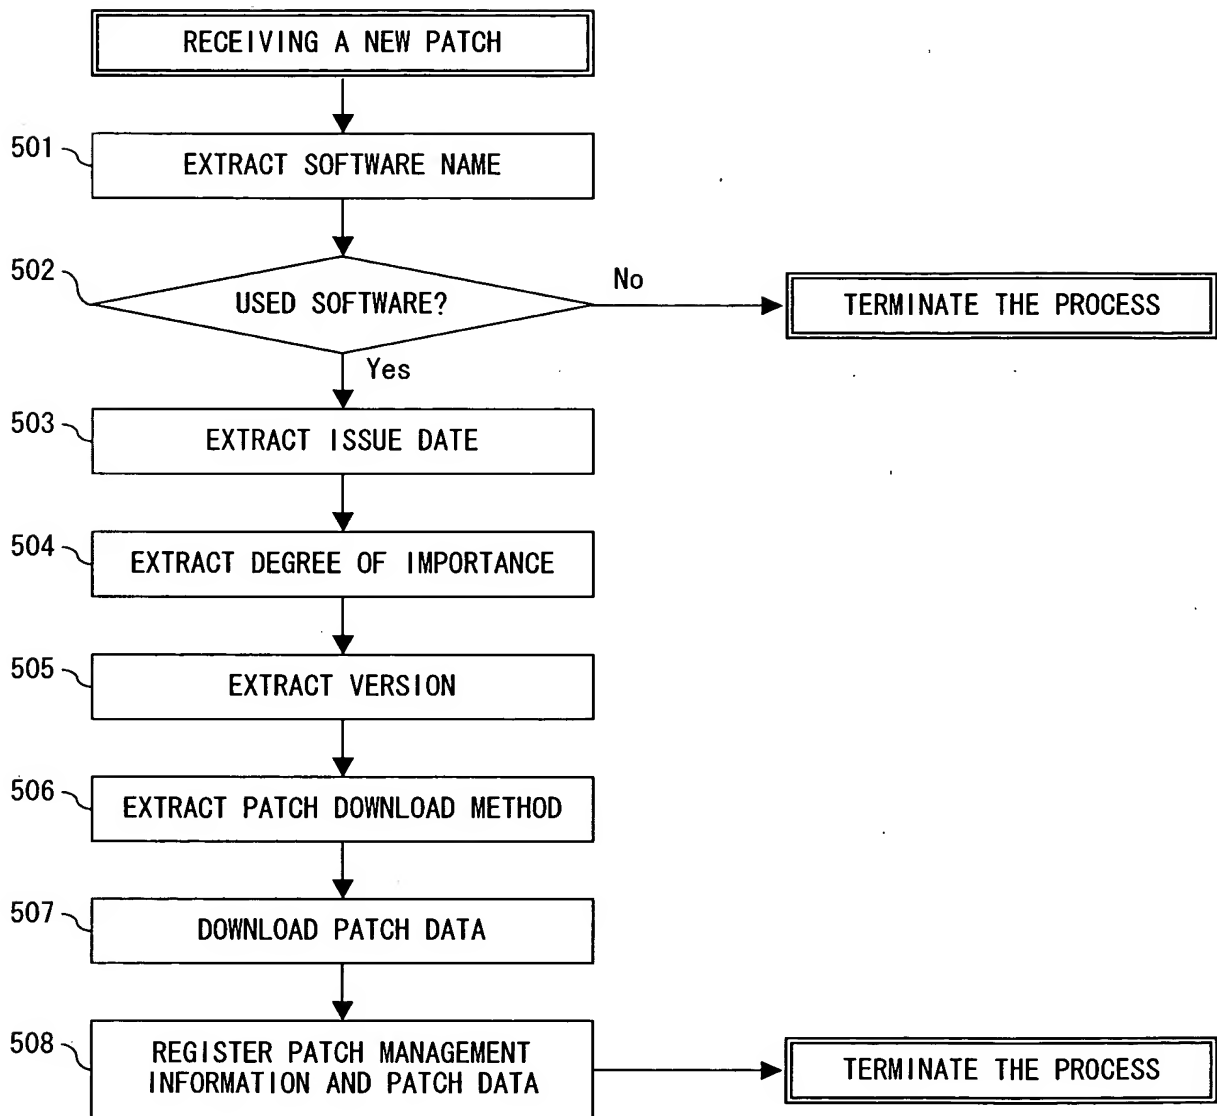 RECEIVING A NEW PATCH
501
EXTRACT SOFTWARE NAME
502
USED SOFTWARE?
No
TERMINATE THE PROCESS
Yes
503
EXTRACT ISSUE DATE
504
EXTRACT DEGREE OF IMPORTANCE
505
EXTRACT VERSION
506
EXTRACT PATCH DOWNLOAD METHOD
507
DOWNLOAD PATCH DATA
508
REGISTER PATCH MANAGEMENT
INFORMATION AND PATCH DATA
TERMINATE THE PROCESS